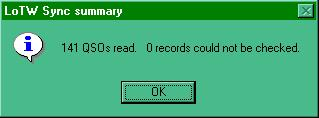 LoTW Sync summary
141 QSOs read.   0 records could not be checked.
OK